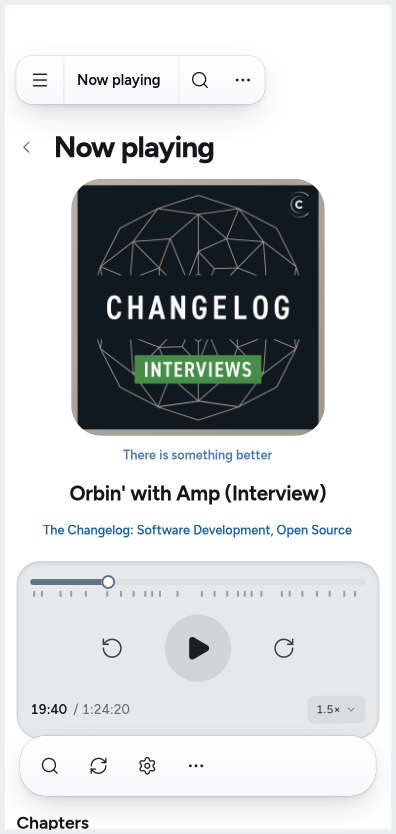 Now playing
Now playing
C
CHANGELOG
INTERVIEWS
There is something better
Orbin' with Amp (Interview)
The Changelog: Software Development, Open Source
19:40 / 1:24:20
1.5×
Chapters